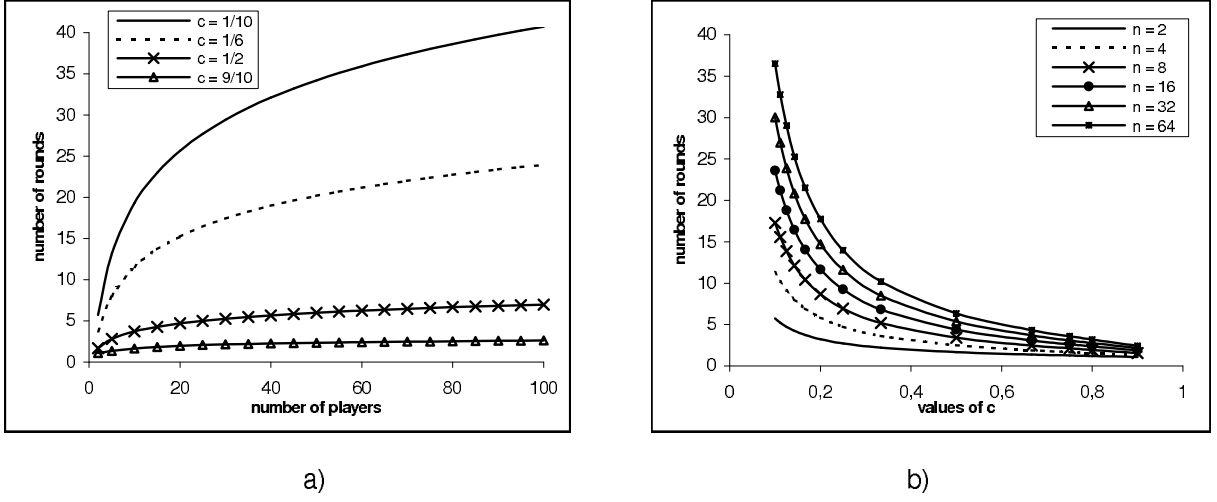 c = 1/10
c = 1/6
c = 1/2
c = 9/10
40
35
30
25
20
15
10
5
0
number of rounds
0
20
40
60
80
100
number of players
a)
n = 2
n = 4
n = 8
n = 16
n = 32
n = 64
40
35
30
25
20
15
10
5
0
number of rounds
0
0,2
0,4
0,6
0,8
1
values of c
b)